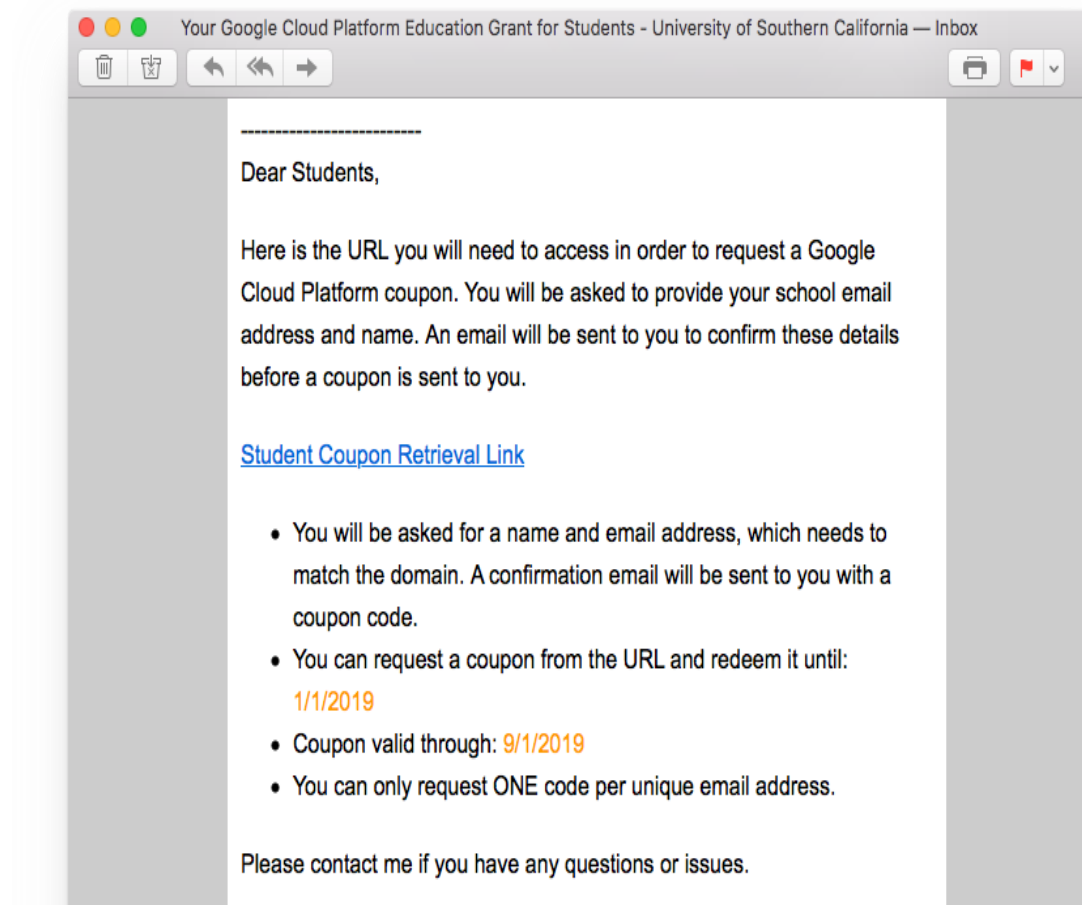 Your Google Cloud Platform Education Grant for Students - University of Southern California — Inbox
--------------------------
Dear Students,
Here is the URL you will need to access in order to request a Google
Cloud Platform coupon. You will be asked to provide your school email
address and name. An email will be sent to you to confirm these details
before a coupon is sent to you.
Student Coupon Retrieval Link
• You will be asked for a name and email address, which needs to
match the domain. A confirmation email will be sent to you with a
coupon code.
• You can request a coupon from the URL and redeem it until:
1/1/2019
• Coupon valid through: 9/1/2019
• You can only request ONE code per unique email address.
Please contact me if you have any questions or issues.